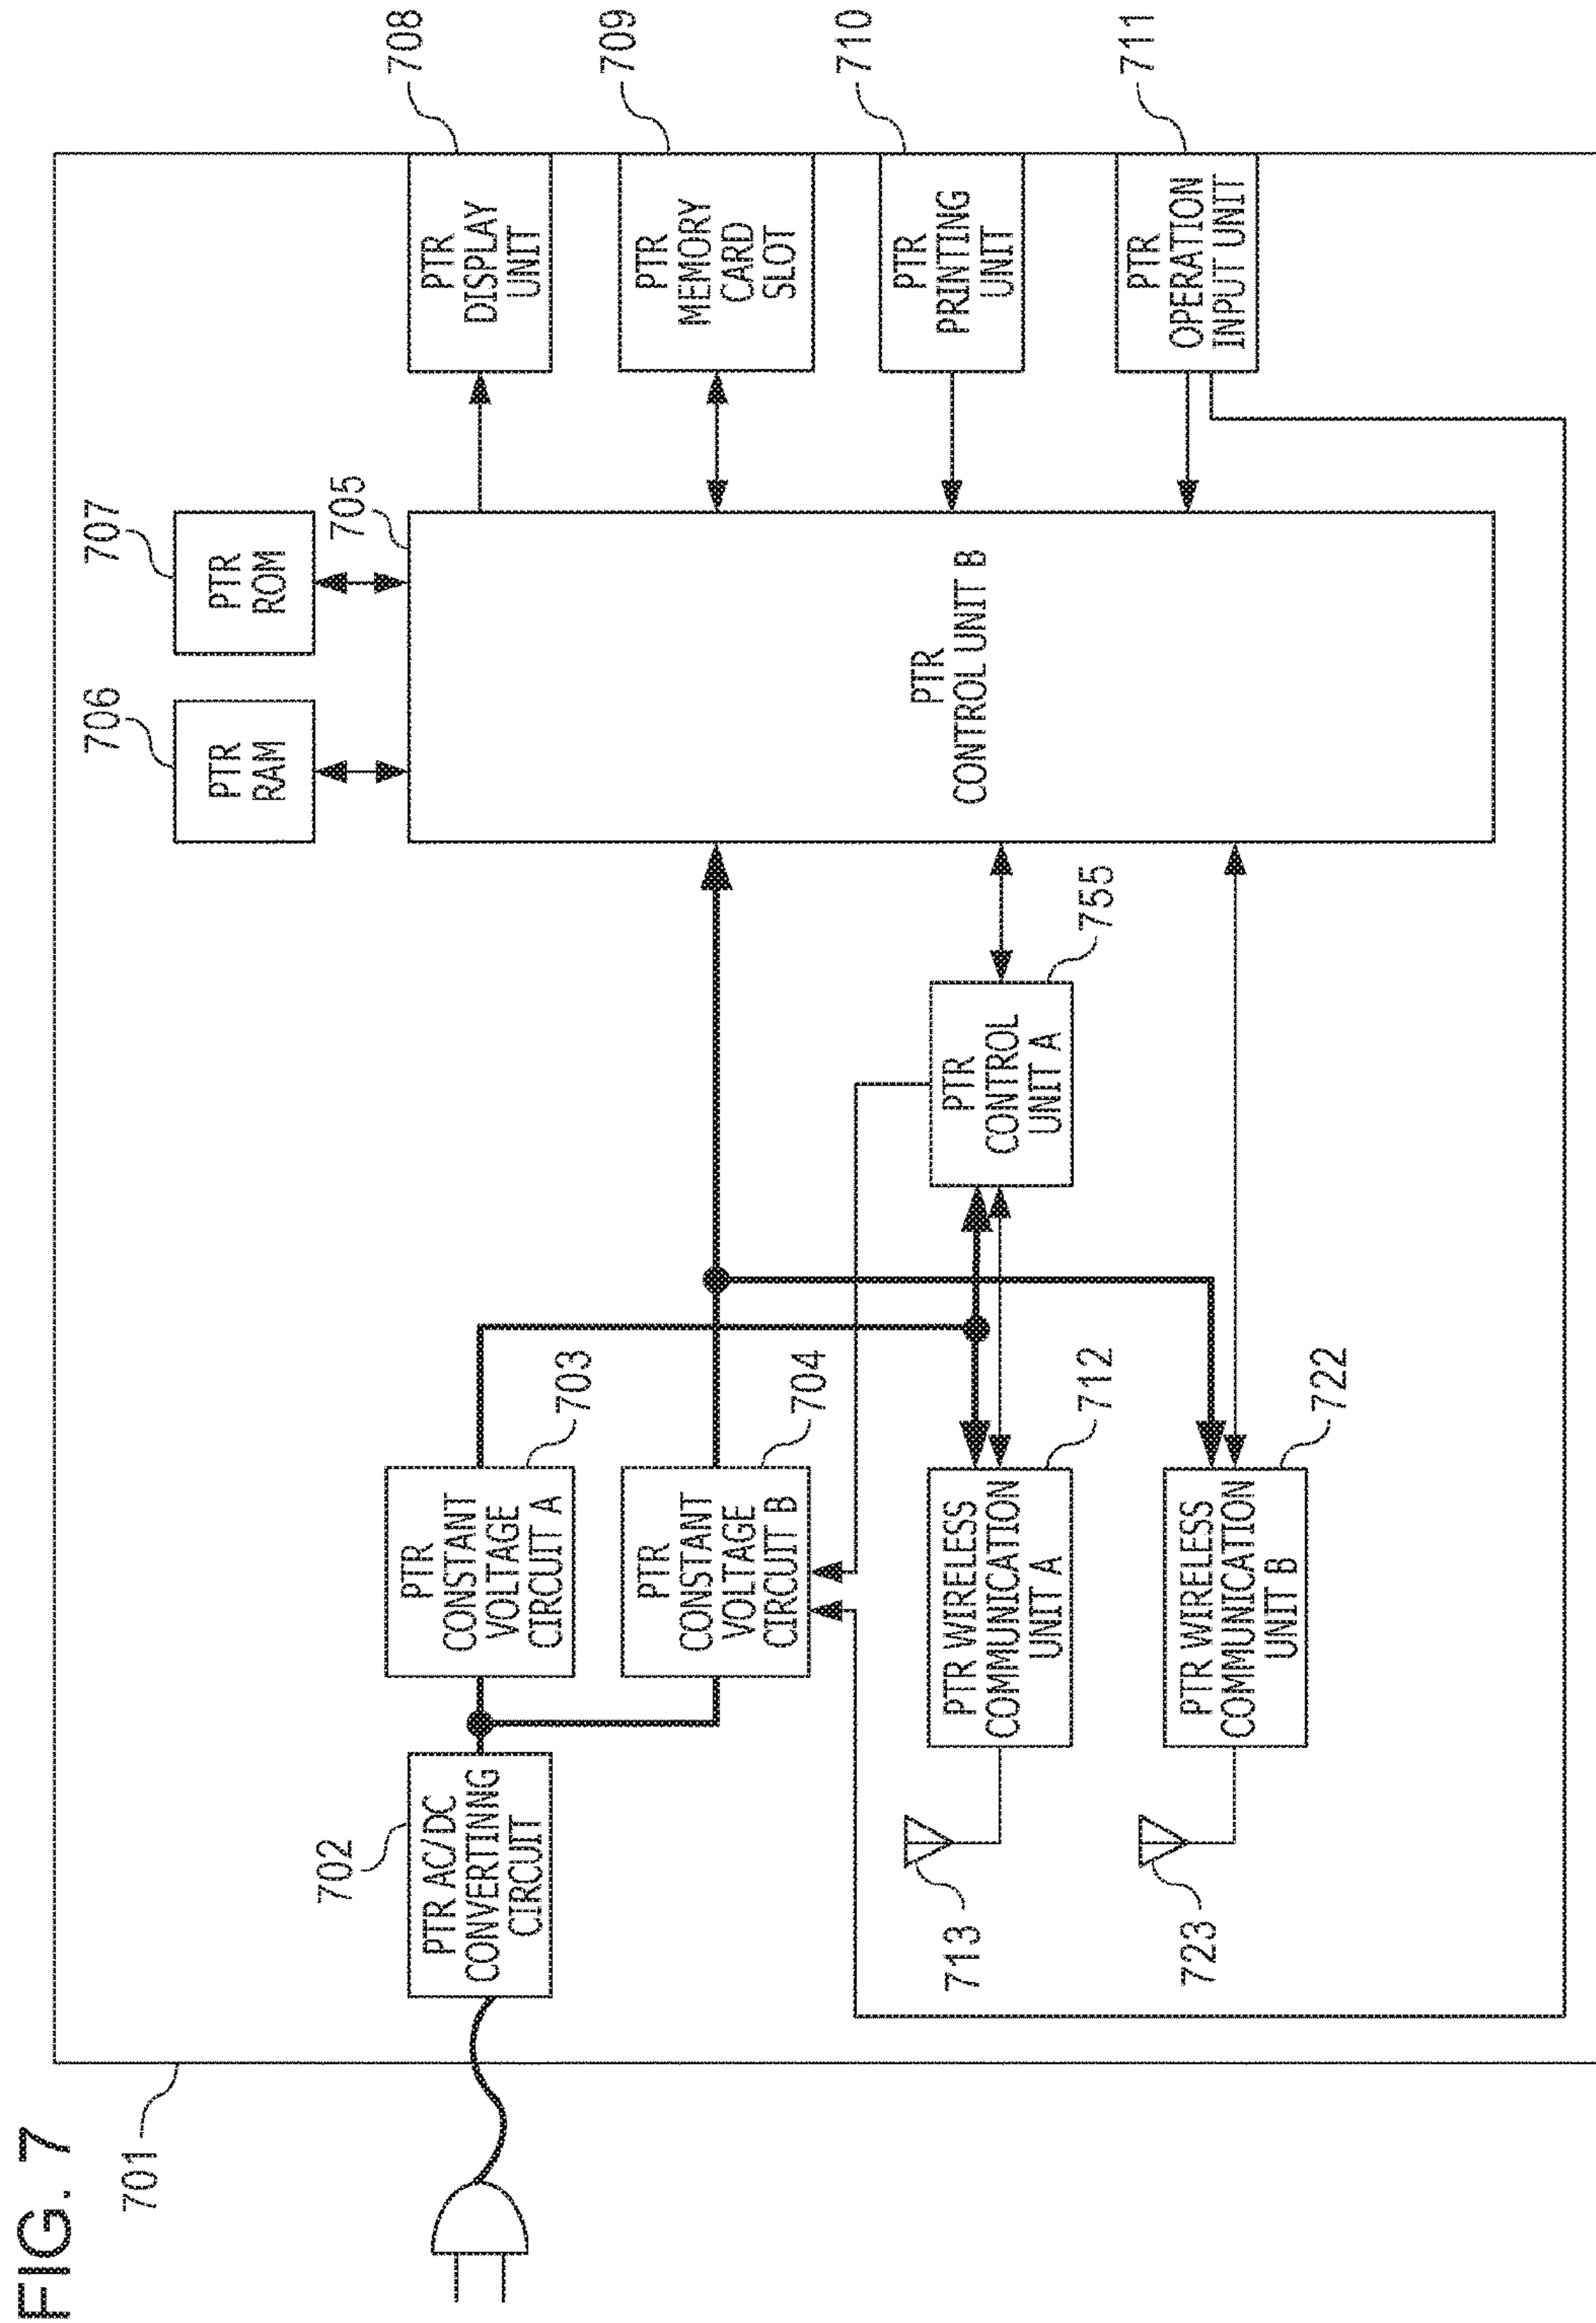 FIG. 7
701
702
PTR AC/DC
CONVERTINNG
CIRCUIT
PTR
CONSTANT
VOLTAGE
CIRCUIT A
703
PTR
CONSTANT
VOLTAGE
CIRCUIT B
704
713
PTR WIRELESS
COMMUNICATION
UNIT A
712
723
PTR WIRELESS
COMMUNICATION
UNIT B
722
PTR
CONTROL
UNIT A
755
706
PTR
RAM
707
PTR
ROM
705
PTR
CONTROL UNIT B
PTR
DISPLAY
UNIT
708
PTR
MEMORY
CARD
SLOT
709
PTR
PRINTING
UNIT
710
PTR
OPERATION
INPUT UNIT
711